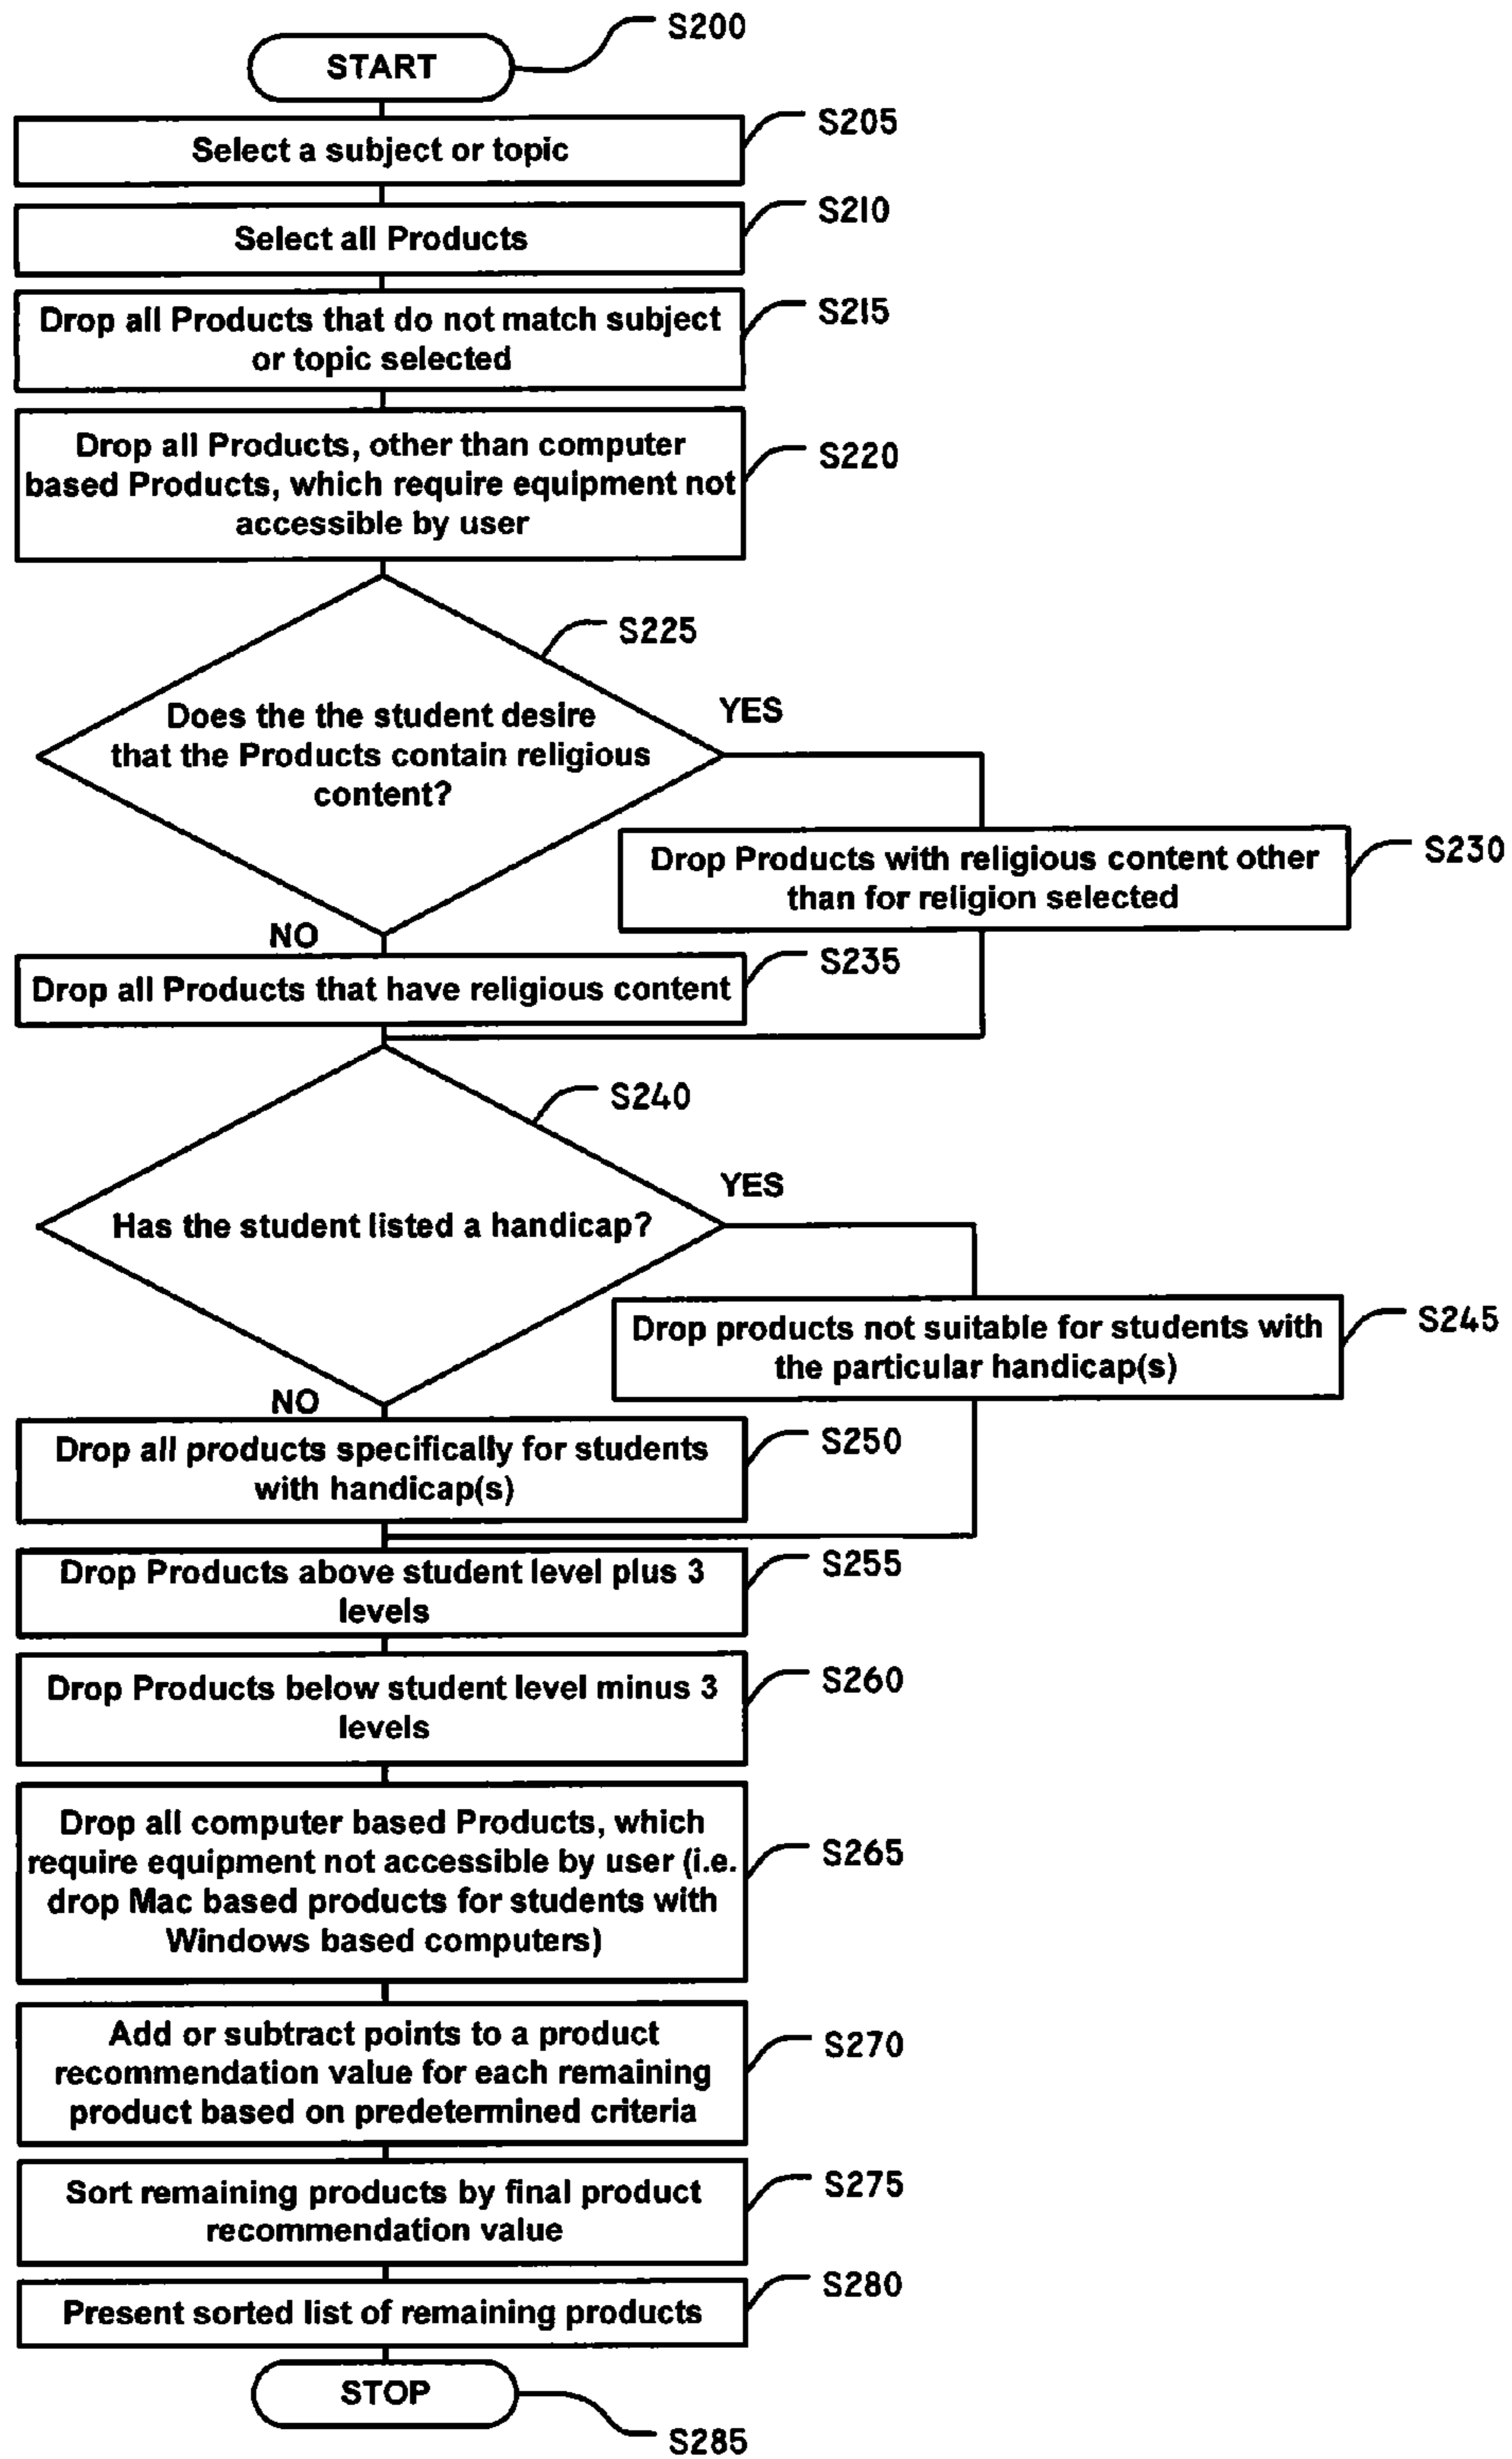 S200
START
S205
Select a subject or topic
S210
Select all Products
S215
Drop all Products that do not match subject
or topic selected
S220
Drop all Products, other than computer
based Products, which require equipment not
accessible by user
S225
Does the the student desire
that the Products contain religious
content?
YES
S230
Drop Products with religious content other
than for religion selected
NO
S235
Drop all Products that have religious content
S240
Has the student listed a handicap?
YES
S245
Drop products not suitable for students with
the particular handicap(s)
NO
S250
Drop all products specifically for students
with handicap(s)
S255
Drop Products above student level plus 3
levels
S260
Drop Products below student level minus 3
levels
S265
Drop all computer based Products, which
require equipment not accessible by user (i.e.
drop Mac based products for students with
Windows based computers)
S270
Add or subtract points to a product
recommendation value for each remaining
product based on predetermined criteria
S275
Sort remaining products by final product
recommendation value
S280
Present sorted list of remaining products
STOP
S285